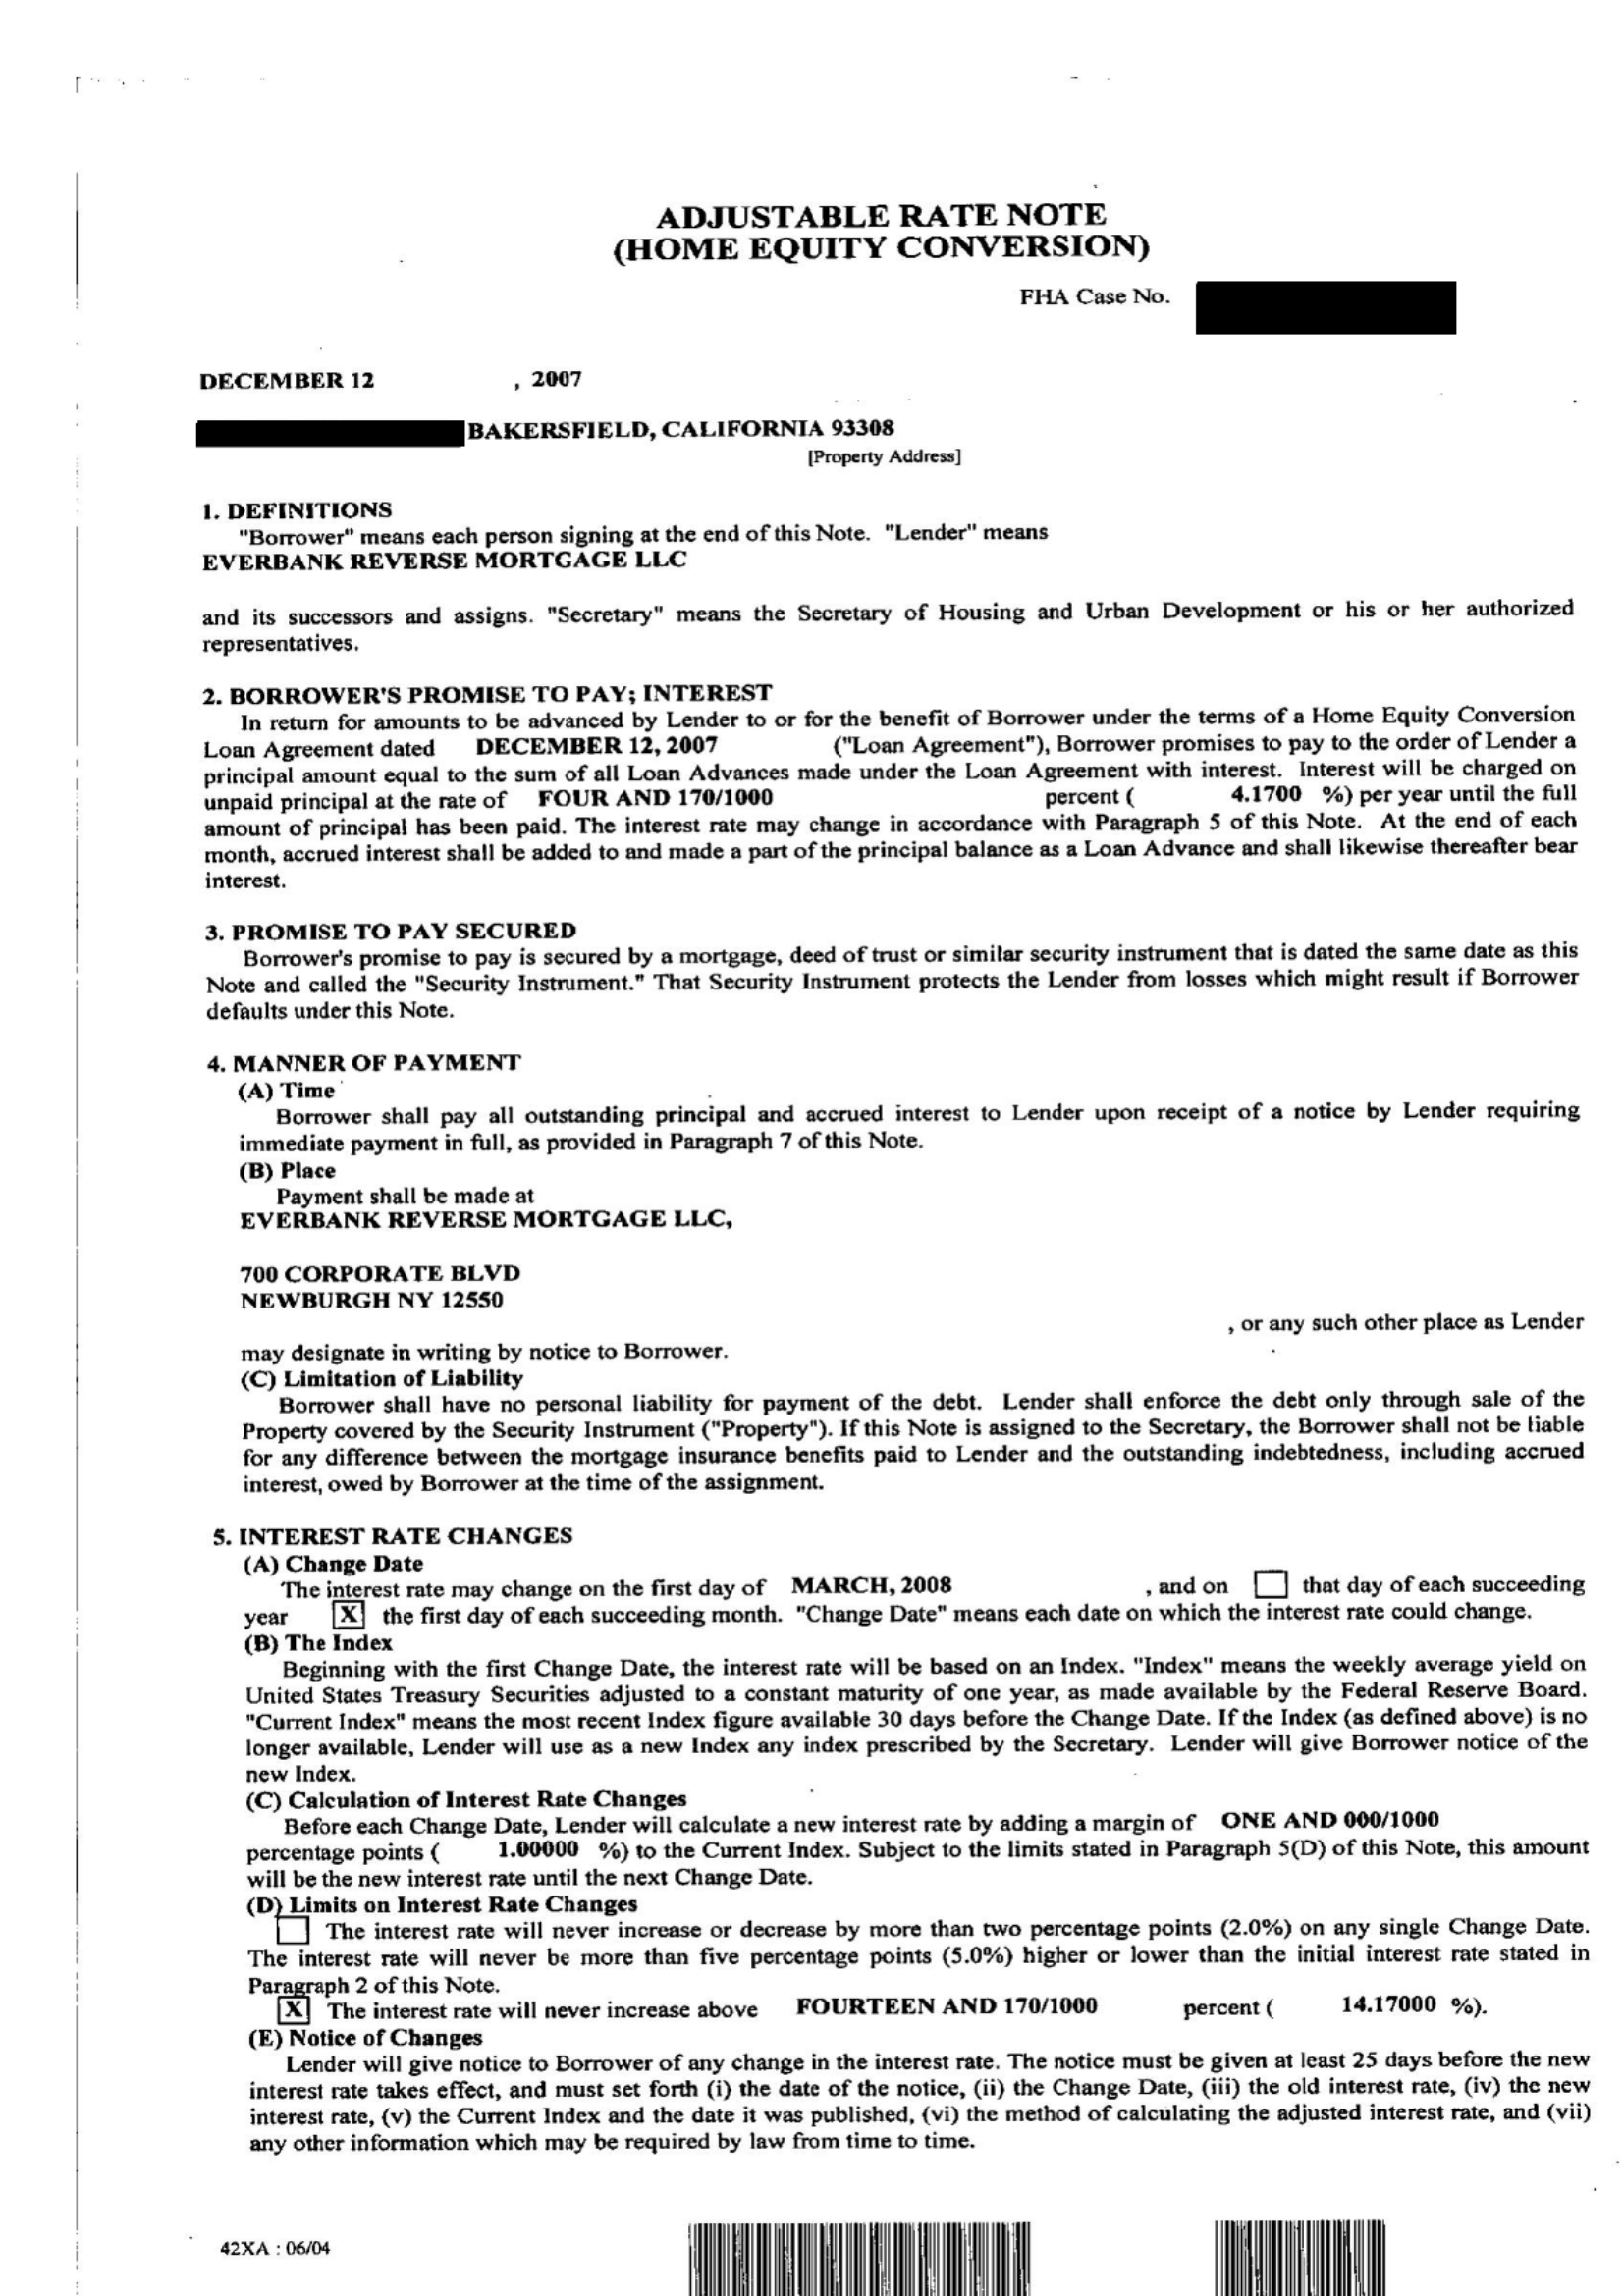 ADJUSTABLE RATE NOTE
(HOME EQUITY CONVERSION)
FHA Case No.
DECEMBER 12 , 2007
BAKERSFIELD, CALIFORNIA 93308
[Property Address]
1. DEFINITIONS
"Borrower" means each person signing at the end of this Note. "Lender" means
EVERBANK REVERSE MORTGAGE LLC
and its successors and assigns. "Secretary" means the Secretary of Housing and Urban Development or his or her authorized
representatives.
2. BORROWER'S PROMISE TO PAY; INTEREST
In return for amounts to be advanced by Lender to or for the benefit of Borrower under the terms of a Home Equity Conversion
Loan Agreement dated DECEMBER 12, 2007 ("Loan Agreement"), Borrower promises to pay to the order of Lender a
principal amount equal to the sum of all Loan Advances made under the Loan Agreement with interest. Interest will be charged on
unpaid principal at the rate of FOUR AND 170/1000 percent ( 4.1700 %) per year until the full
amount of principal has been paid. The interest rate may change in accordance with Paragraph 5 of this Note. At the end of each
month, accrued interest shall be added to and made a part of the principal balance as a Loan Advance and shall likewise thereafter bear
interest.
3. PROMISE TO PAY SECURED
Borrower's promise to pay is secured by a mortgage, deed of trust or similar security instrument that is dated the same date as this
Note and called the "Security Instrument." That Security Instrument protects the Lender from losses which might result if Borrower
defaults under this Note.
4. MANNER OF PAYMENT
(A) Time
Borrower shall pay all outstanding principal and accrued interest to Lender upon receipt of a notice by Lender requiring
immediate payment in full, as provided in Paragraph 7 of this Note.
(B) Place
Payment shall be made at
EVERBANK REVERSE MORTGAGE LLC,
700 CORPORATE BLVD
NEWBURGH NY 12550
, or any such other place as Lender
may designate in writing by notice to Borrower.
(C) Limitation of Liability
Borrower shall have no personal liability for payment of the debt. Lender shall enforce the debt only through sale of the
Property covered by the Security Instrument ("Property"). If this Note is assigned to the Secretary, the Borrower shall not be liable
for any difference between the mortgage insurance benefits paid to Lender and the outstanding indebtedness, including accrued
interest, owed by Borrower at the time of the assignment.
5. INTEREST RATE CHANGES
(A) Change Date
The interest rate may change on the first day of MARCH, 2008 , and on that day of each succeeding
year X the first day of each succeeding month. "Change Date" means each date on which the interest rate could change.
(B) The Index
Beginning with the first Change Date, the interest rate will be based on an Index. "Index" means the weekly average yield on
United States Treasury Securities adjusted to a constant maturity of one year, as made available by the Federal Reserve Board.
"Current Index" means the most recent Index figure available 30 days before the Change Date. If the Index (as defined above) is no
longer available, Lender will use as a new Index any index prescribed by the Secretary. Lender will give Borrower notice of the
new Index.
(C) Calculation of Interest Rate Changes
Before each Change Date, Lender will calculate a new interest rate by adding a margin of ONE AND 000/1000
percentage points ( 1.00000 %) to the Current Index. Subject to the limits stated in Paragraph 5(D) of this Note, this amount
will be the new interest rate until the next Change Date.
(D) Limits on Interest Rate Changes
The interest rate will never increase or decrease by more than two percentage points (2.0%) on any single Change Date.
The interest rate will never be more than five percentage points (5.0%) higher or lower than the initial interest rate stated in
Paragraph 2 of this Note.
X The interest rate will never increase above FOURTEEN AND 170/1000 percent ( 14.17000 %).
(E) Notice of Changes
Lender will give notice to Borrower of any change in the interest rate. The notice must be given at least 25 days before the new
interest rate takes effect, and must set forth (i) the date of the notice, (ii) the Change Date, (iii) the old interest rate, (iv) the new
interest rate, (v) the Current Index and the date it was published, (vi) the method of calculating the adjusted interest rate, and (vii)
any other information which may be required by law from time to time.
42XA : 06/04